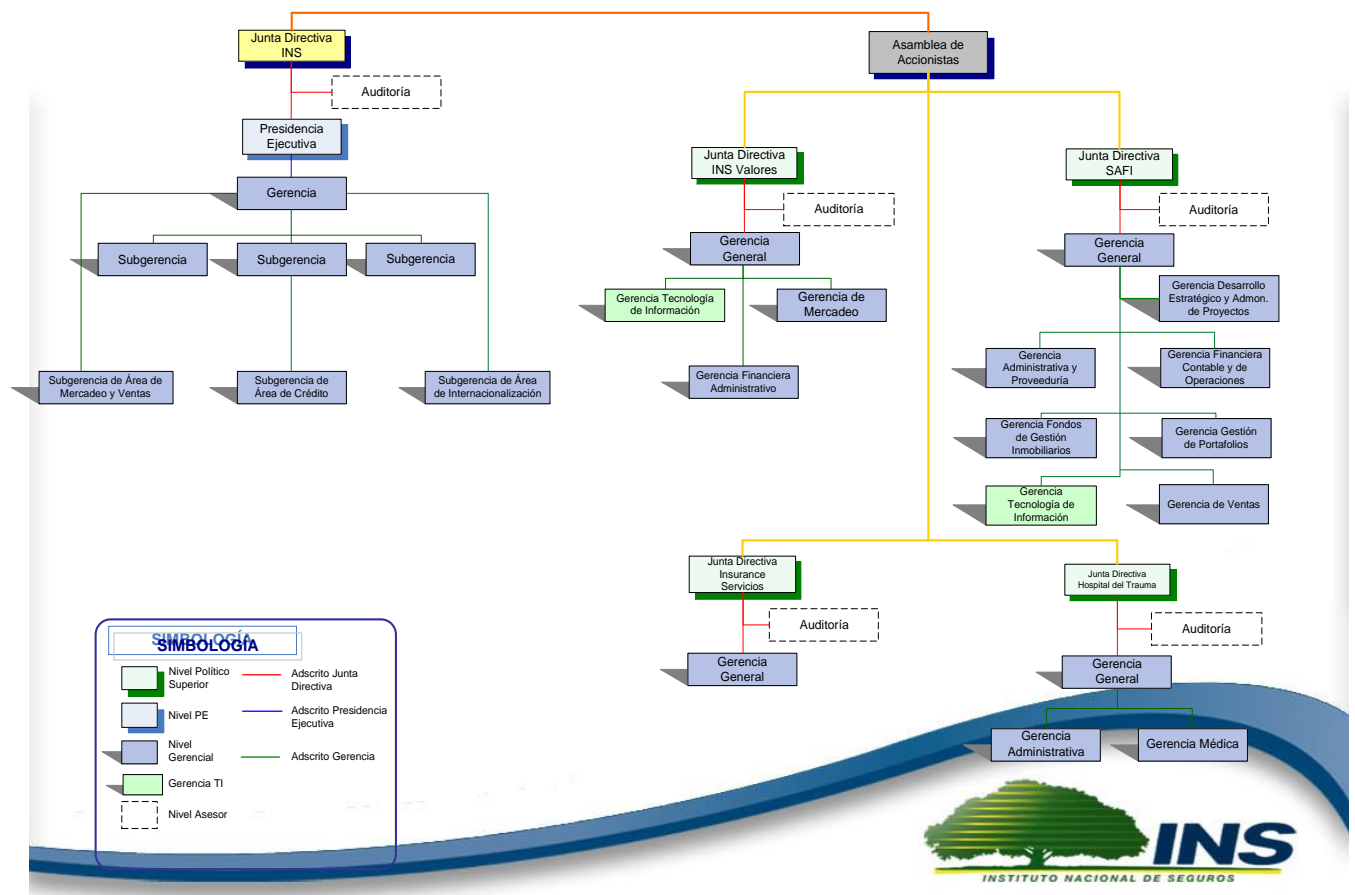 Junta Directiva
INS
Asamblea de
Accionistas
Auditoría
Presidencia
Ejecutiva
Gerencia
Subgerencia
Subgerencia
Subgerencia
Subgerencia de Área de
Mercadeo y Ventas
Subgerencia de
Área de Crédito
Subgerencia de Área
de Internacionalización
Junta Directiva
INS Valores
Auditoría
Gerencia
General
Gerencia Tecnología
de Información
Gerencia de
Mercadeo
Gerencia Financiera
Administrativo
Junta Directiva
SAFI
Auditoría
Gerencia
General
Gerencia Desarrollo
Estratégico y Admon.
de Proyectos
Gerencia
Administrativa y
Proveeduría
Gerencia Financiera
Contable y de
Operaciones
Gerencia Fondos
de Gestión
Inmobiliarios
Gerencia Gestión
de Portafolios
Gerencia
Tecnología de
Información
Gerencia de Ventas
Junta Directiva
Insurance
Servicios
Auditoría
Gerencia
General
Junta Directiva
Hospital del Trauma
Auditoría
Gerencia
General
Gerencia
Administrativa
Gerencia Médica
SIMBOLOGÍA
SIMBOLOGÍA
Nivel Político
Superior
Adscrito Junta
Directiva
Nivel PE
Adscrito Presidencia
Ejecutiva
Nivel
Gerencial
Adscrito Gerencia
Gerencia TI
Nivel Asesor
INS
INSTITUTO NACIONAL DE SEGUROS